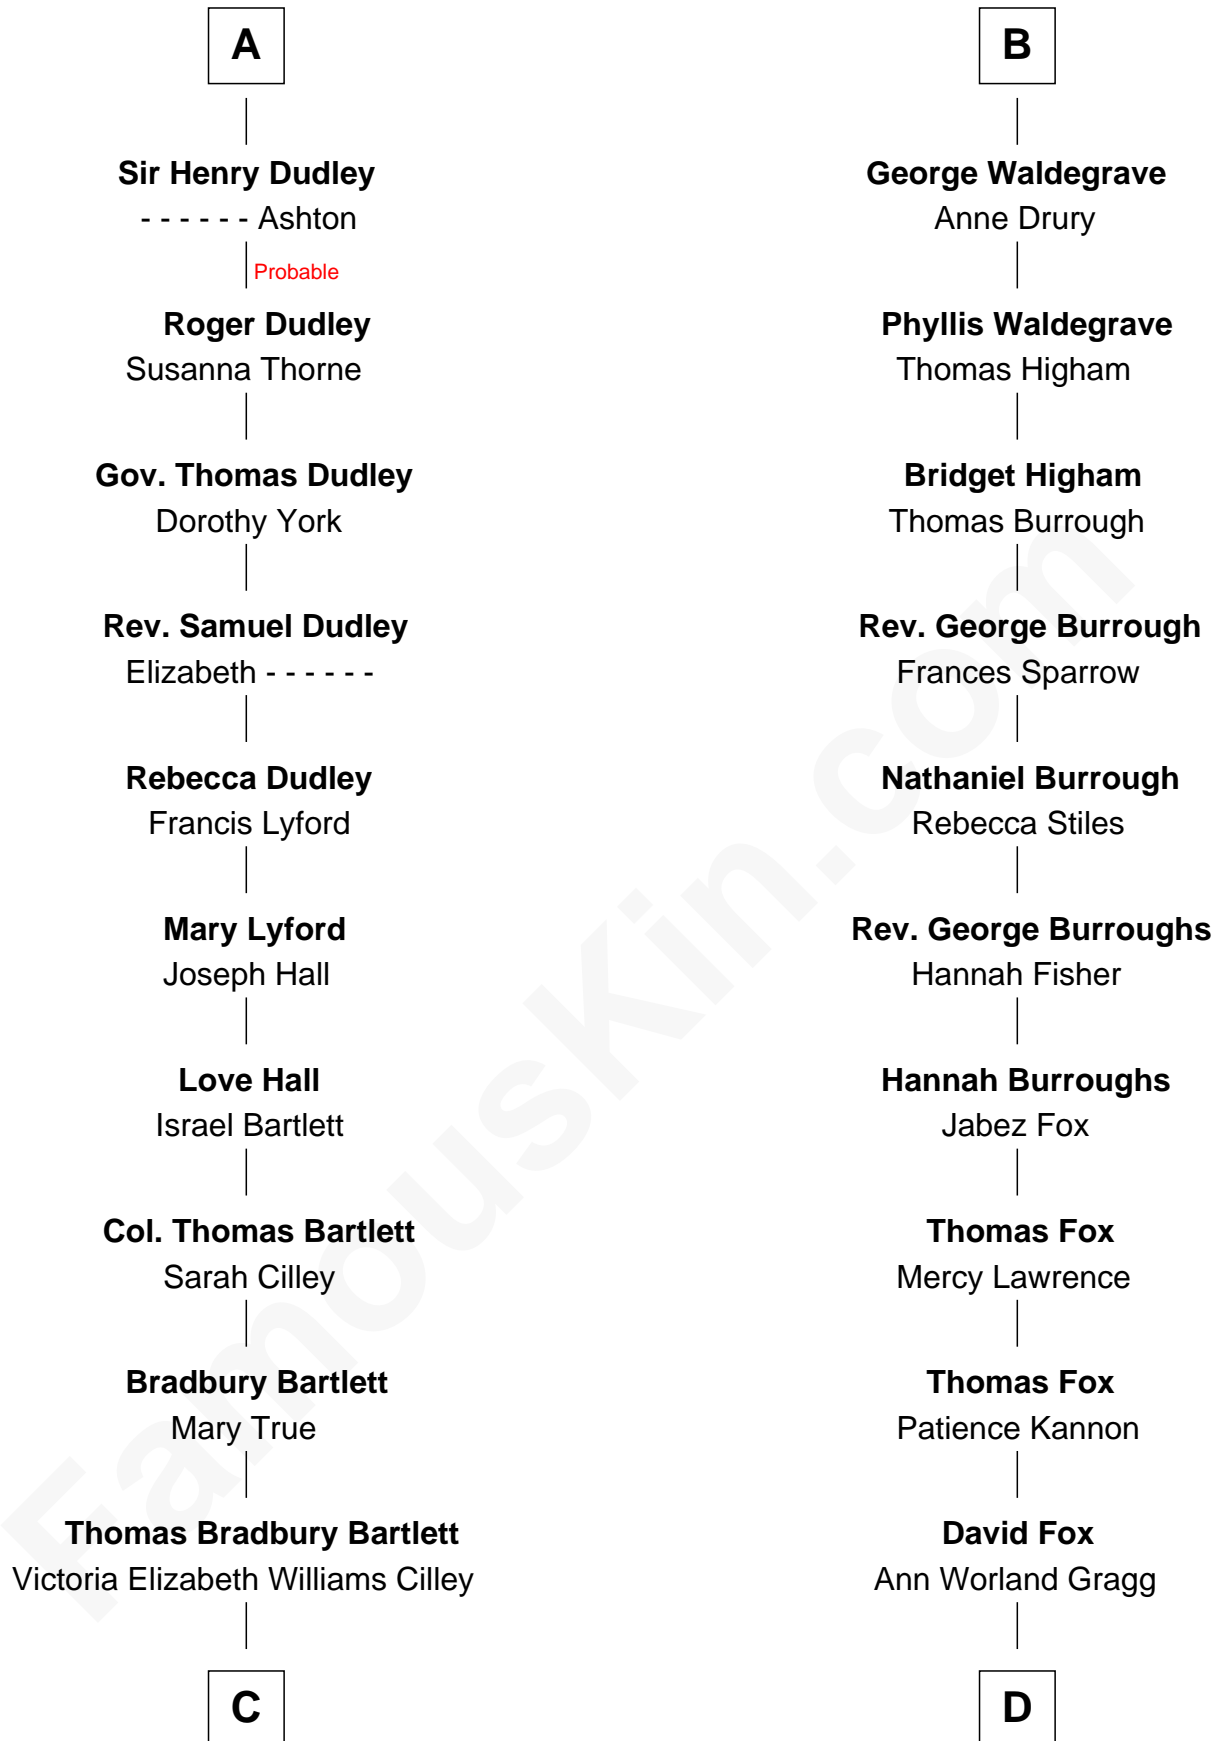 A
Sir Henry Dudley
- - - - - - Ashton
Probable
Roger Dudley
Susanna Thorne
Gov. Thomas Dudley
Dorothy York
Rev. Samuel Dudley
Elizabeth - - - - - -
Rebecca Dudley
Francis Lyford
Mary Lyford
Joseph Hall
Love Hall
Israel Bartlett
Col. Thomas Bartlett
Sarah Cilley
Bradbury Bartlett
Mary True
Thomas Bradbury Bartlett
Victoria Elizabeth Williams Cilley
C
B
George Waldegrave
Anne Drury
Phyllis Waldegrave
Thomas Higham
Bridget Higham
Thomas Burrough
Rev. George Burrough
Frances Sparrow
Nathaniel Burrough
Rebecca Stiles
Rev. George Burroughs
Hannah Fisher
Hannah Burroughs
Jabez Fox
Thomas Fox
Mercy Lawrence
Thomas Fox
Patience Kannon
David Fox
Ann Worland Gragg
D
FamousKin.com